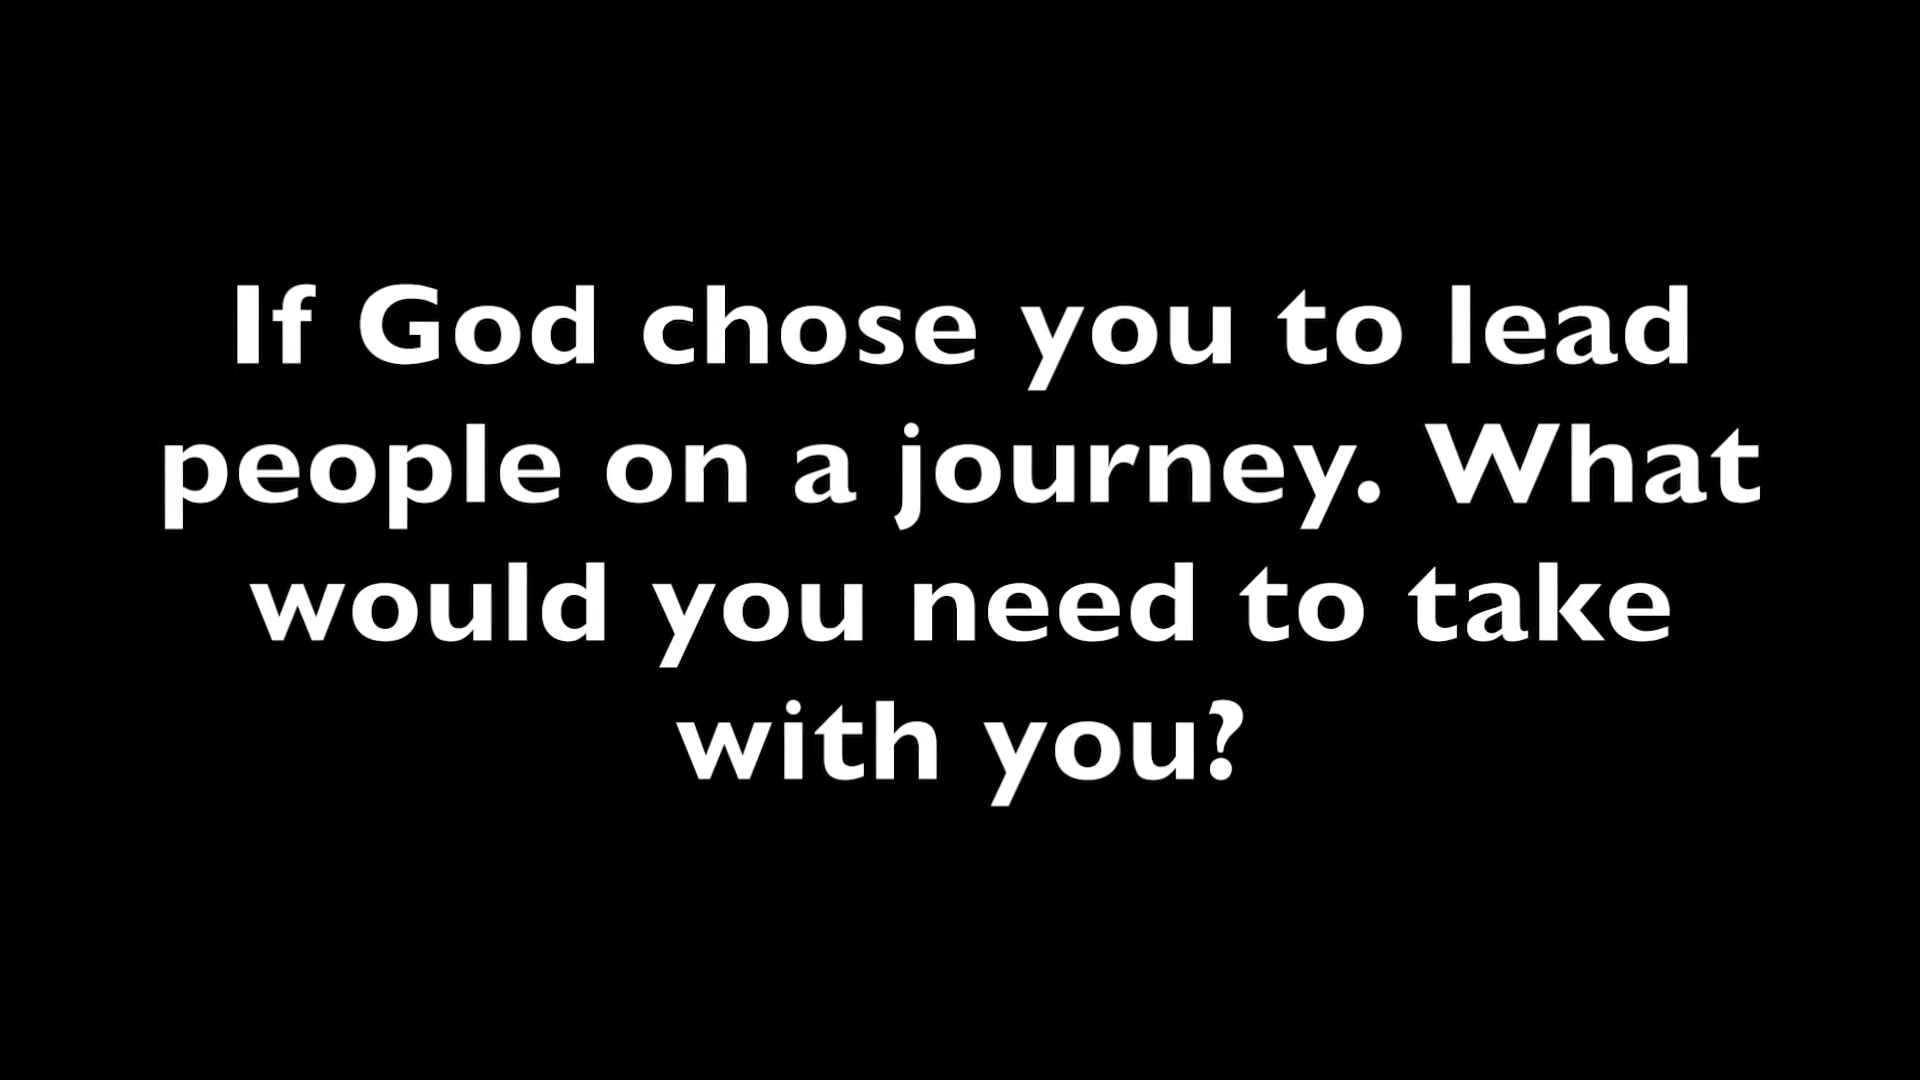 If God chose you to lead
people on a journey. What
would you need to take
with you?